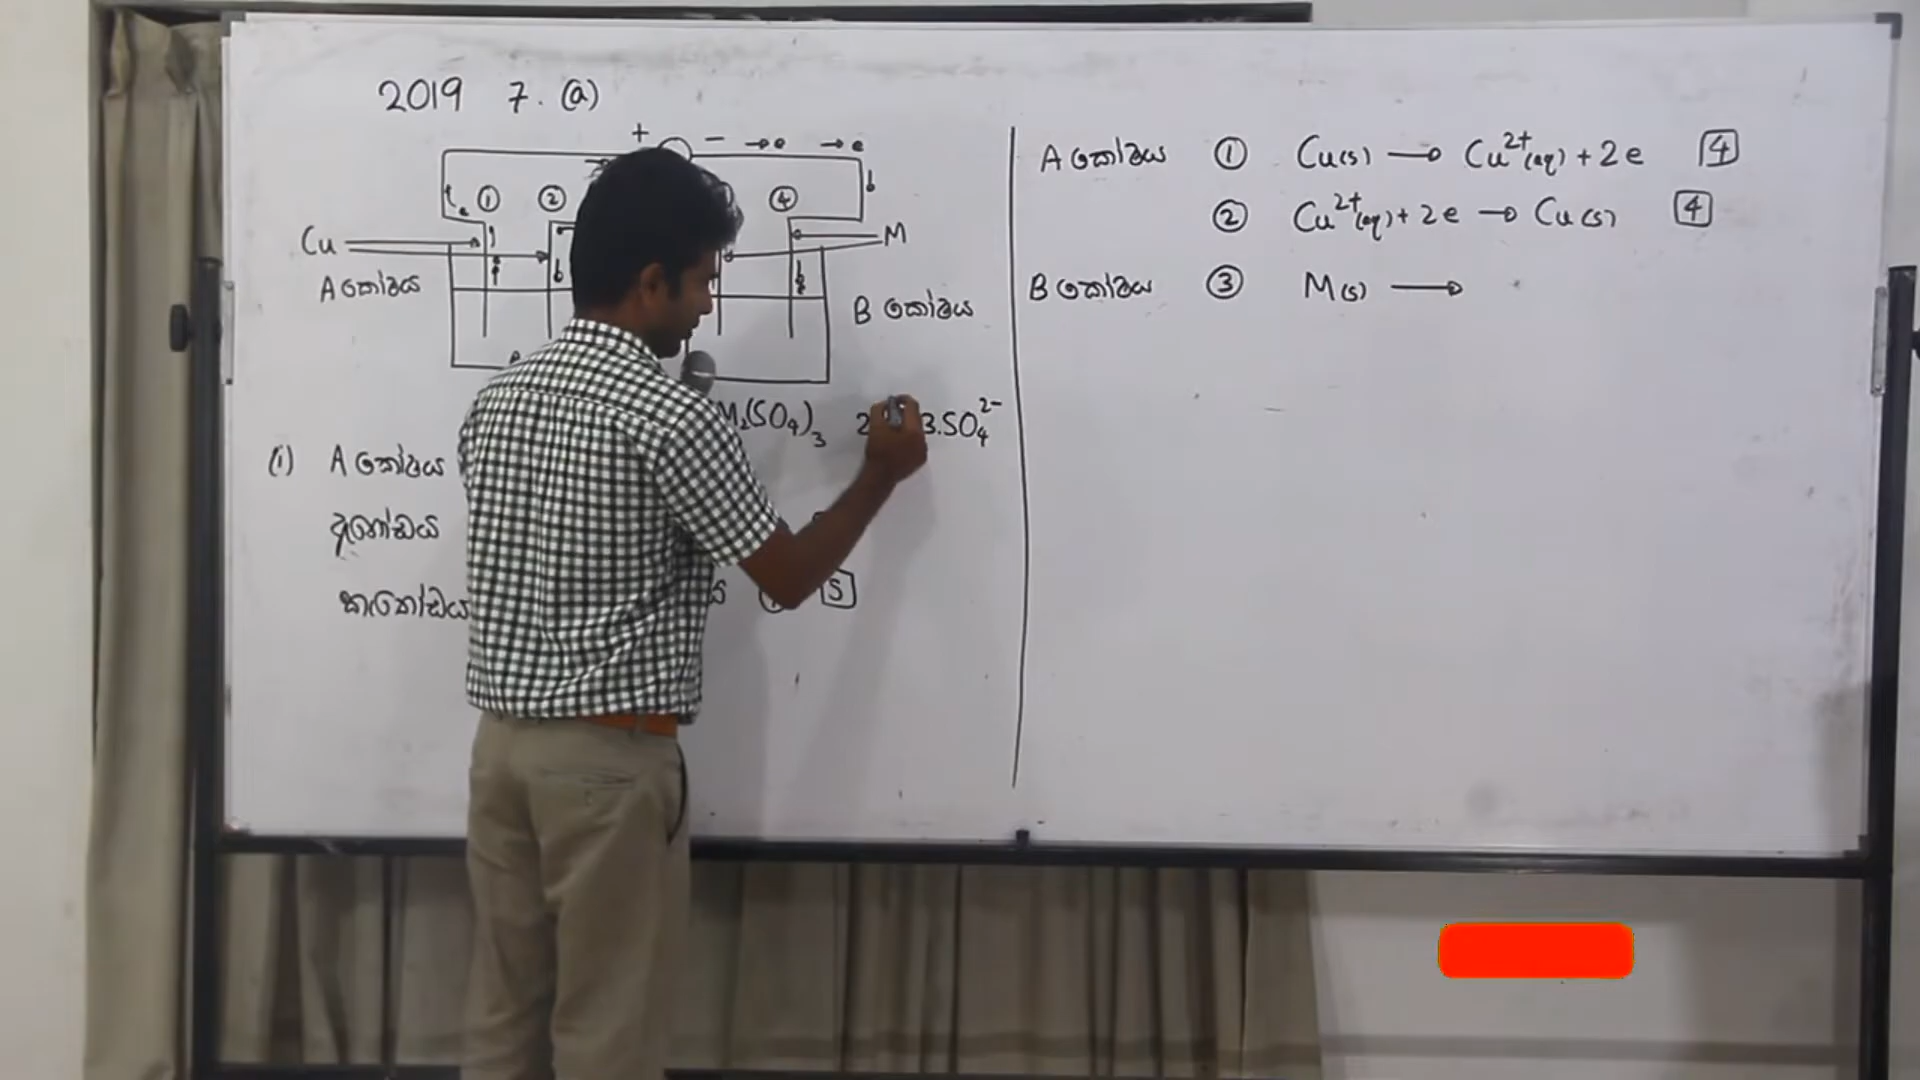 2019 7. (a)
+ − → e → e
① ② ④
Cu M
A කෝෂය
B කෝෂය
M₂(SO₄)₃ 2 3.SO₄²⁻
(i) A කෝෂය
ඇනෝඩය
කැතෝඩය 5
A කෝෂය ① Cu(s) → Cu²⁺(aq) + 2e 4
② Cu²⁺(aq) + 2e → Cu(s) 4
B කෝෂය ③ M(s) →